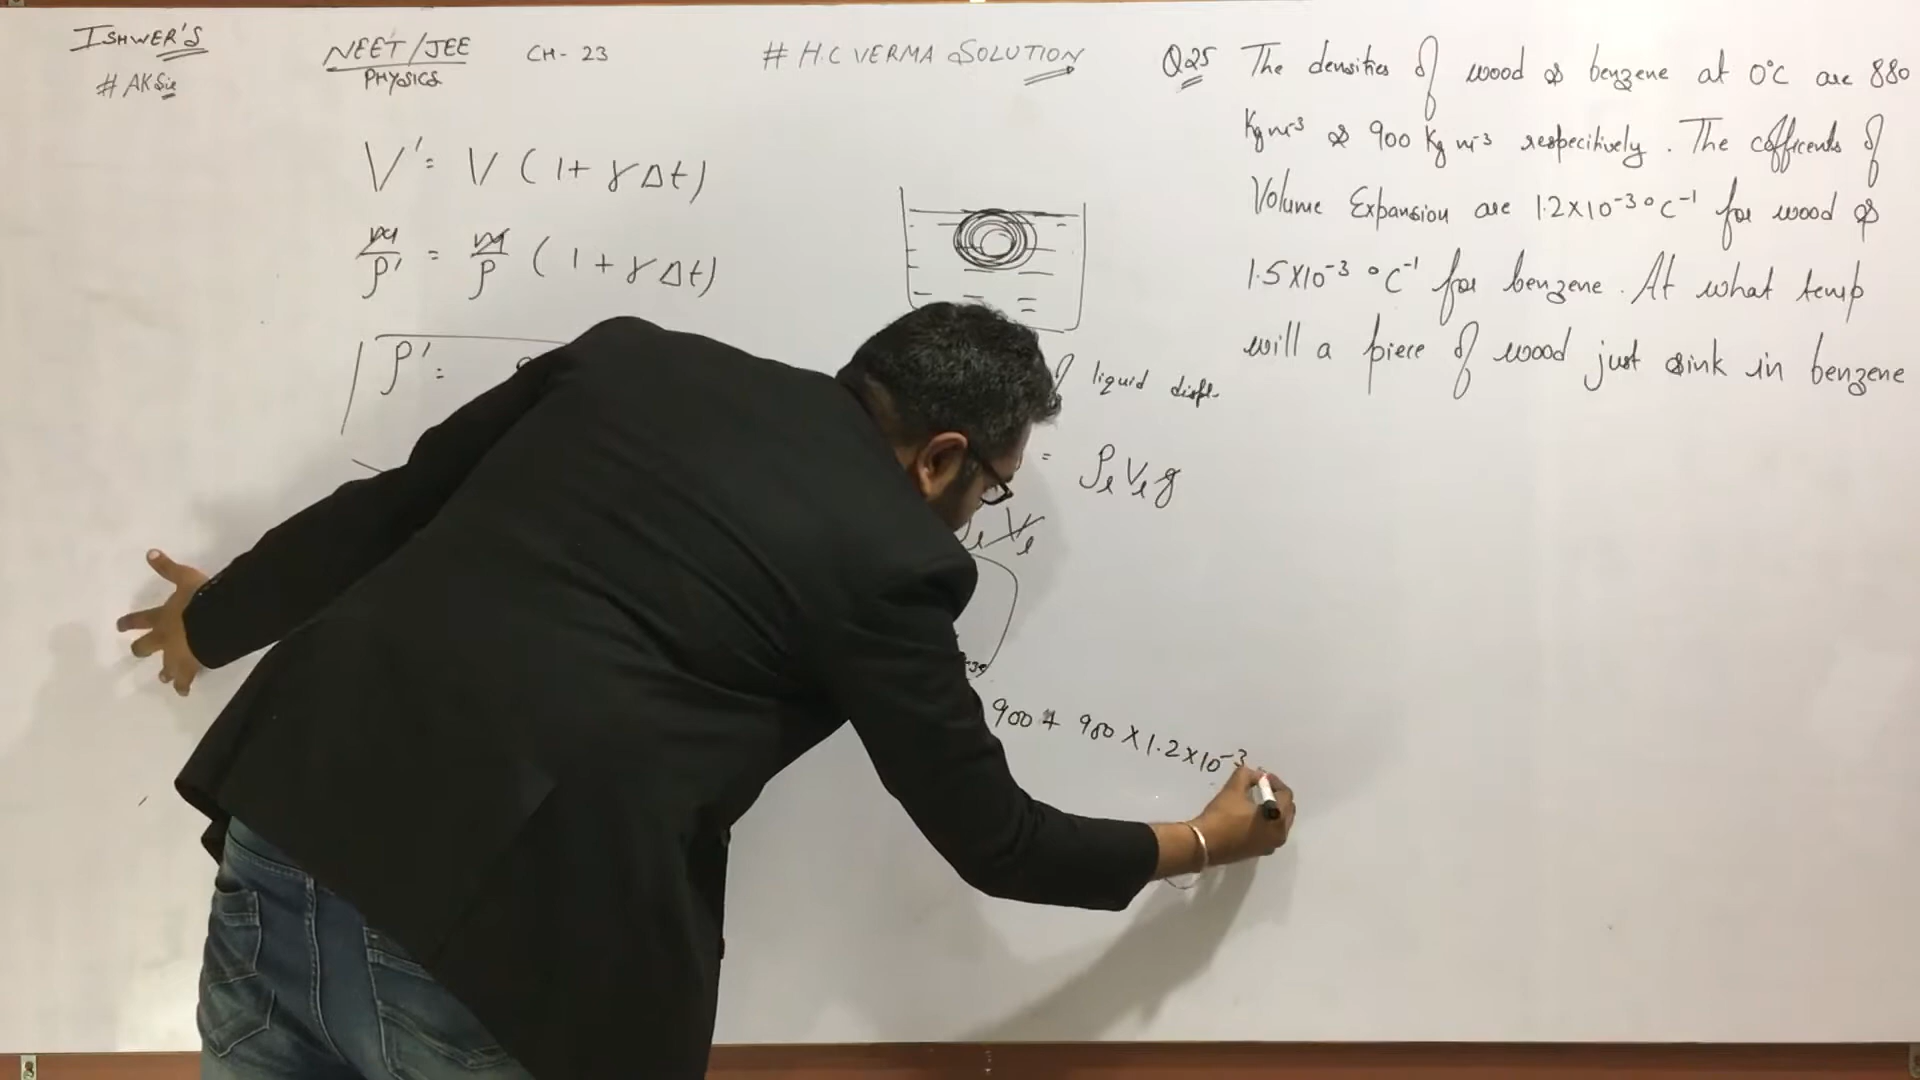 ISHWER'S
# AKSir
NEET/JEE
PHYSICS
CH- 23
# H.C VERMA SOLUTION
Q25 The densities of wood & benzene at 0°C are 880
Kg m-3 & 900 Kg m-3 respecitively. The cofficents of
Volume Expansion are 1.2×10-3 °C-1 for wood &
1.5×10-3 °C-1 for benzene. At what temp
will a piece of wood just sink in benzene
V' = V (1+ γΔt)
m/ρ' = m/ρ (1+ γΔt)
ρ' =
liquid displ.
= ρℓ Vℓ g
Vℓ
900 + 900 × 1.2×10-3